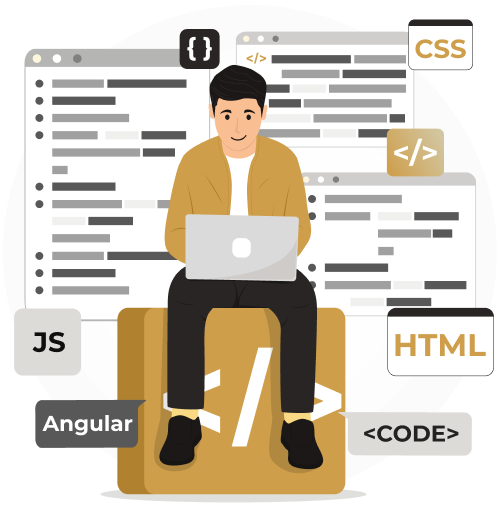 { }
CSS
</>
</>
JS
HTML
</>
Angular
<CODE>